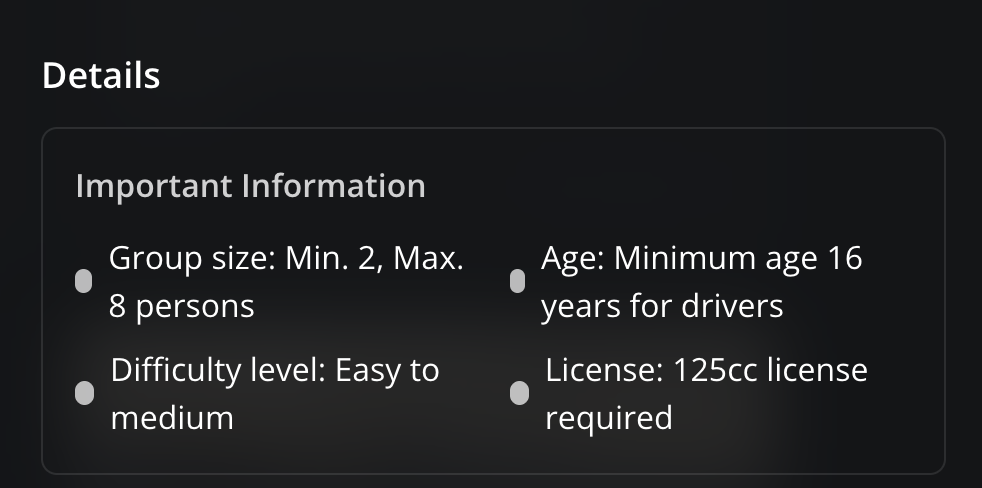 Details
Important Information
Group size: Min. 2, Max.
8 persons
Age: Minimum age 16
years for drivers
Difficulty level: Easy to
medium
License: 125cc license
required